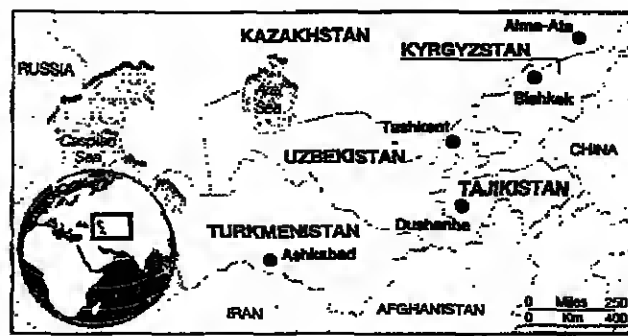 Alma-Ata
KAZAKHSTAN
KYRGYZSTAN
RUSSIA
Bishkek
Aral
Sea
Tashkent
Caspian
Sea
UZBEKISTAN
CHINA
TAJIKISTAN
Dushanbe
TURKMENISTAN
Ashkabad
IRAN
AFGHANISTAN
0 Miles 250
0 Km 400